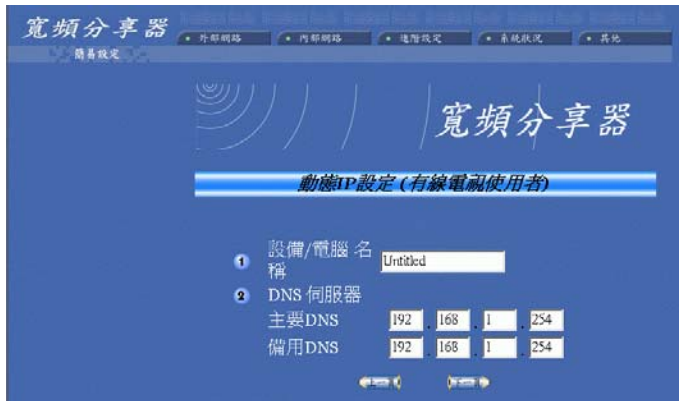 寬頻分享器
外部網路
內部網路
進階設定
系統狀況
其他
簡易設定
寬頻分享器
動態IP設定 (有線電視使用者)
1 設備/電腦 名
稱 Untitled
2 DNS 伺服器
主要DNS 192 . 168 . 1 . 254
備用DNS 192 . 168 . 1 . 254